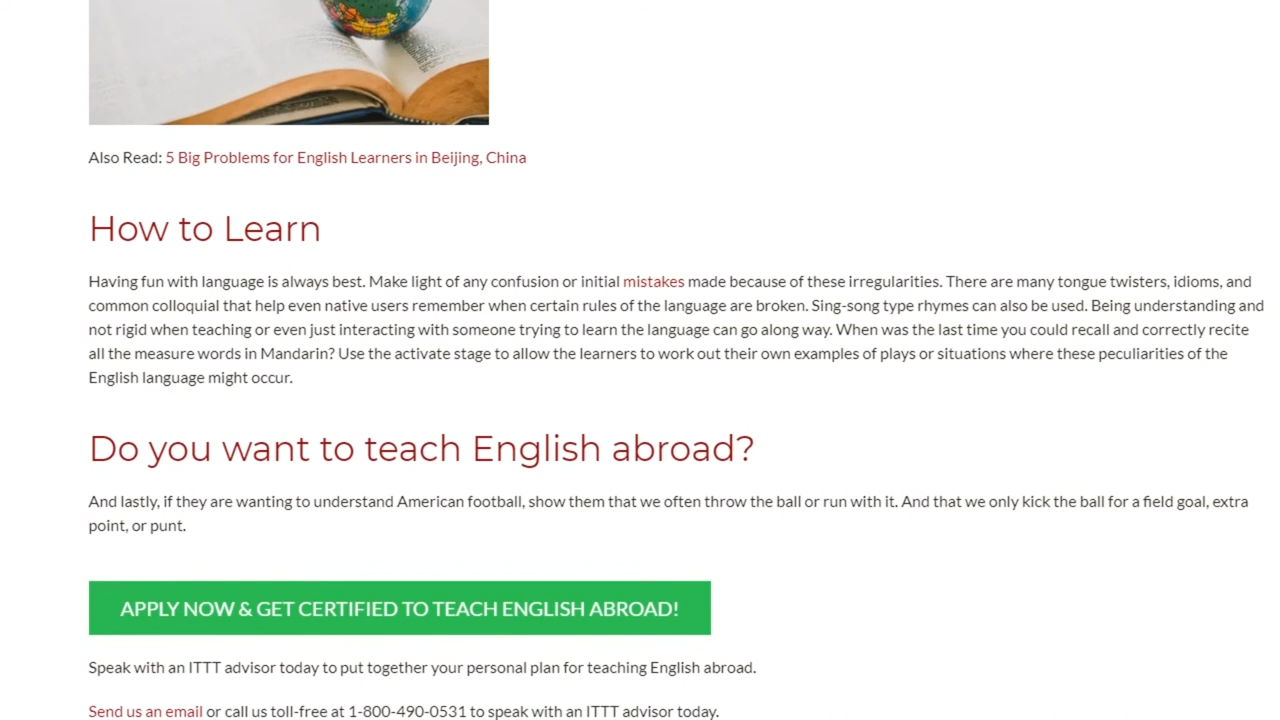 Also Read: 5 Big Problems for English Learners in Beijing, China
How to Learn
Having fun with language is always best. Make light of any confusion or initial mistakes made because of these irregularities. There are many tongue twisters, idioms, and
common colloquial that help even native users remember when certain rules of the language are broken. Sing-song type rhymes can also be used. Being understanding and
not rigid when teaching or even just interacting with someone trying to learn the language can go along way. When was the last time you could recall and correctly recite
all the measure words in Mandarin? Use the activate stage to allow the learners to work out their own examples of plays or situations where these peculiarities of the
English language might occur.
Do you want to teach English abroad?
And lastly, if they are wanting to understand American football, show them that we often throw the ball or run with it. And that we only kick the ball for a field goal, extra
point, or punt.
APPLY NOW & GET CERTIFIED TO TEACH ENGLISH ABROAD!
Speak with an ITTT advisor today to put together your personal plan for teaching English abroad.
Send us an email or call us toll-free at 1-800-490-0531 to speak with an ITTT advisor today.